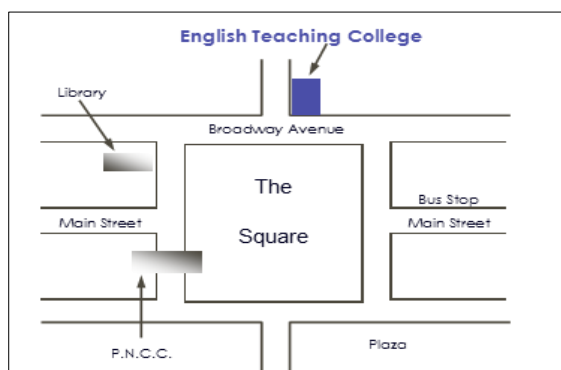 English Teaching College
Library
Broadway Avenue
The
Square
Bus Stop
Main Street
Main Street
P.N.C.C.
Plaza